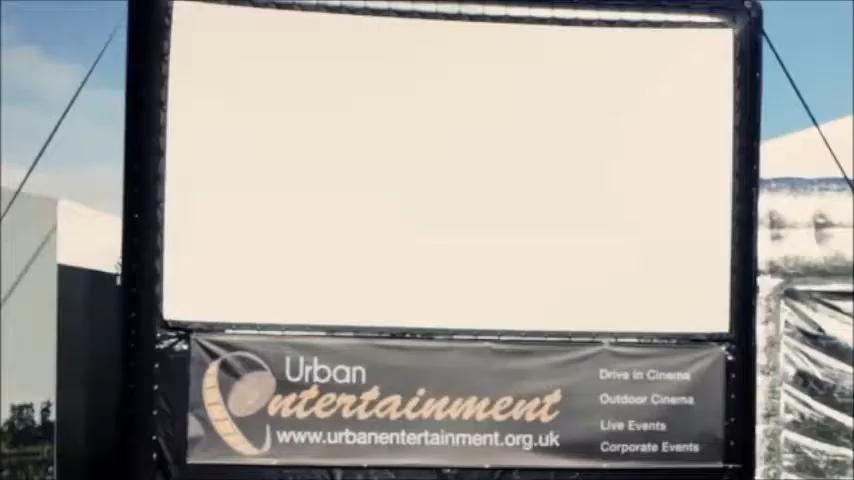 Urban
entertainment
www.urbanentertainment.org.uk
Drive in Cinema
Outdoor Cinema
Live Events
Corporate Events